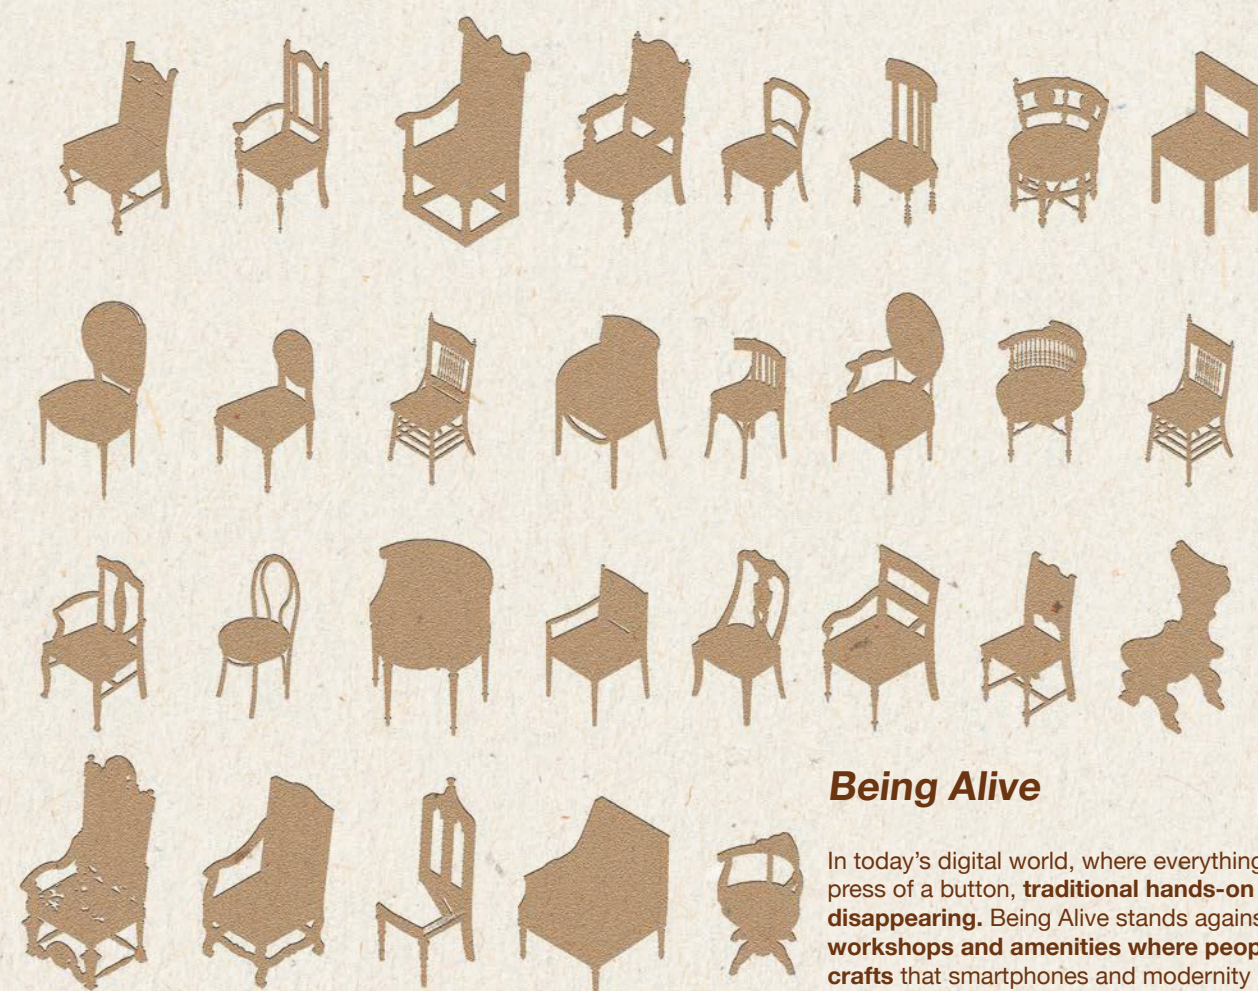 Being Alive
In today’s digital world, where everything
press of a button, traditional hands-on
disappearing. Being Alive stands against
workshops and amenities where peop
crafts that smartphones and modernity